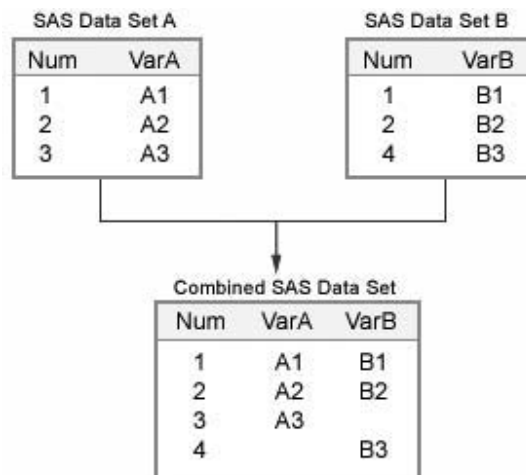 SAS Data Set A
Num VarA
1 A1
2 A2
3 A3
SAS Data Set B
Num VarB
1 B1
2 B2
4 B3
Combined SAS Data Set
Num VarA VarB
1 A1 B1
2 A2 B2
3 A3
4 B3